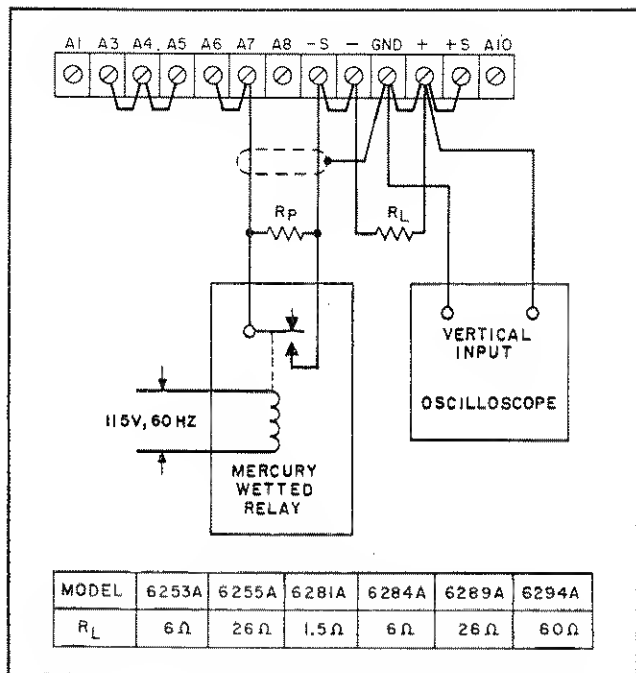 A1 A3 A4 A5 A6 A7 A8 -S - GND + +S A10
RP
RL
VERTICAL
INPUT
OSCILLOSCOPE
115V, 60 HZ
MERCURY
WETTED
RELAY
MODEL 6253A 6255A 6281A 6284A 6289A 6294A
RL 6Ω 26Ω 1.5Ω 6Ω 26Ω 60Ω